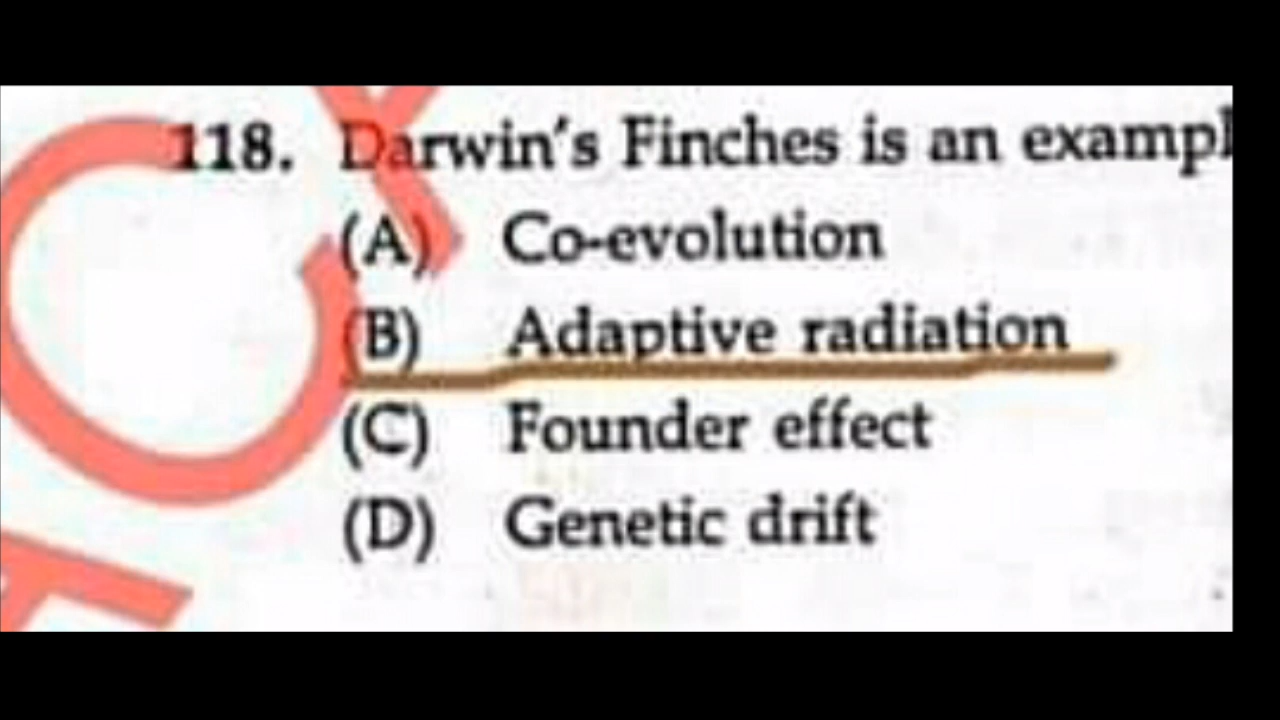 118. Darwin's Finches is an exampl
(A) Co-evolution
(B) Adaptive radiation
(C) Founder effect
(D) Genetic drift